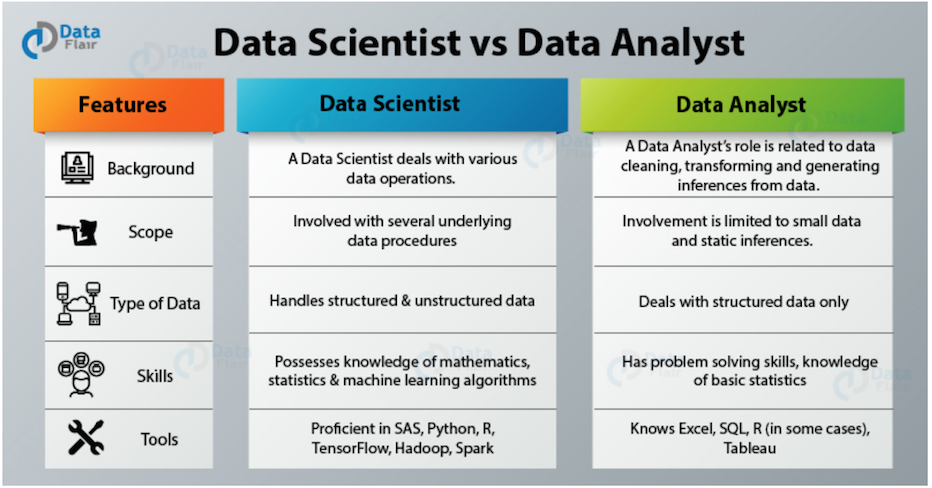 Data
Flair
Data Scientist vs Data Analyst
Features
Data Scientist
Data Analyst
Background
A Data Scientist deals with various
data operations.
A Data Analyst's role is related to data
cleaning, transforming and generating
inferences from data.
Scope
Involved with several underlying
data procedures
Involvement is limited to small data
and static inferences.
Type of Data
Handles structured & unstructured data
Deals with structured data only
Skills
Possesses knowledge of mathematics,
statistics & machine learning algorithms
Has problem solving skills, knowledge
of basic statistics
Tools
Proficient in SAS, Python, R,
TensorFlow, Hadoop, Spark
Knows Excel, SQL, R (in some cases),
Tableau